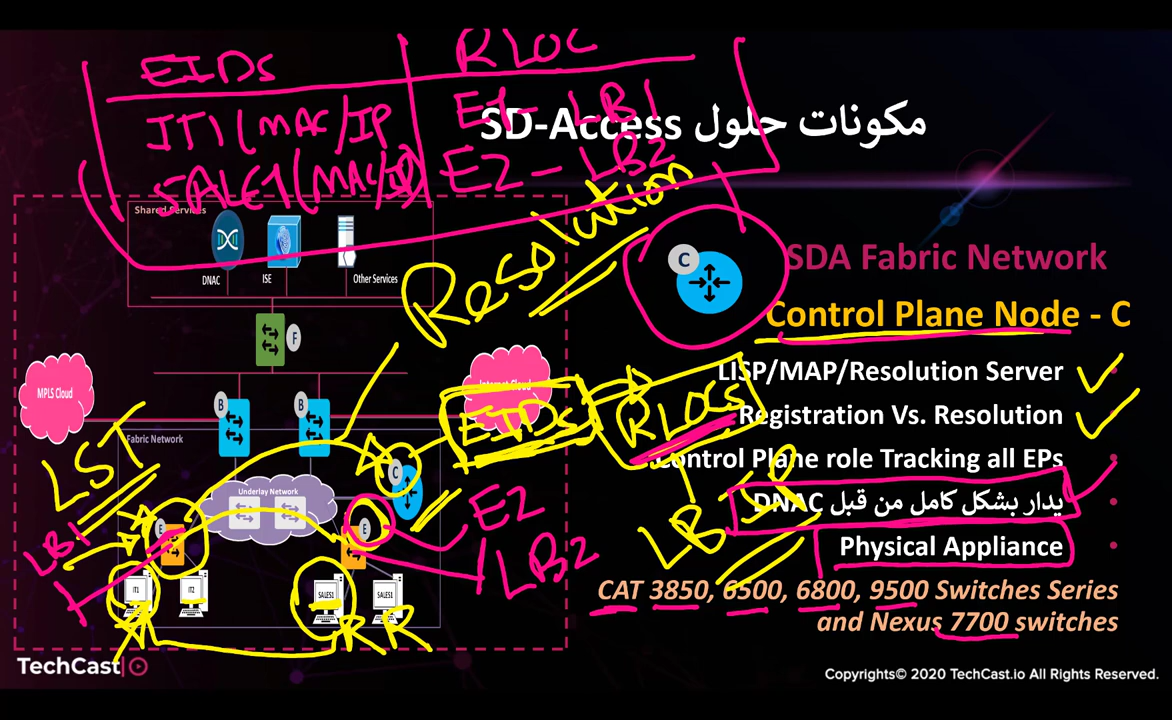 EIDs RLOC
IT1 (MAC/IP E1- LB1
SALE1 (MAC/IP) E2 - LB2
مكونات حلول SD-Access
Resolution
Shared Services
DNAC ISE Other Services
F
MPLS Cloud
Internet Cloud
B B
Fabric Network
Underlay Network
C
E E
IT1 IT2 SALES1 SALES1
LST
LB1
EIDs RLOCs
E2
LB2
R R
LB
C
SDA Fabric Network
Control Plane Node - C
LISP/MAP/Resolution Server
Registration Vs. Resolution
Control Plane role Tracking all EPs
يدار بشكل كامل من قبل DNAC
Physical Appliance
CAT 3850, 6500, 6800, 9500 Switches Series
and Nexus 7700 switches
TechCast
Copyrights© 2020 TechCast.io All Rights Reserved.